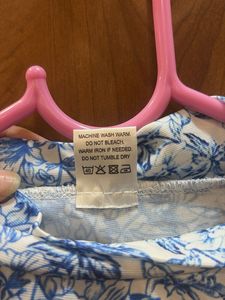 MACHINE WASH WARM.
DO NOT BLEACH.
WARM IRON IF NEEDED.
DO NOT TUMBLE DRY